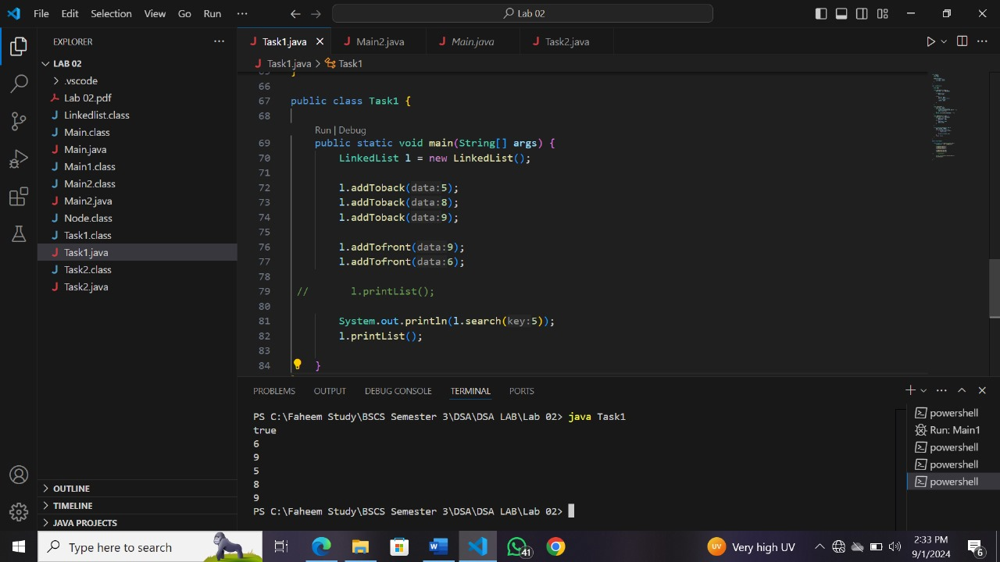 File Edit Selection View Go Run ··· Lab 02
EXPLORER ···
LAB 02
.vscode
Lab 02.pdf
Linkedlist.class
Main.class
Main.java
Main1.class
Main2.class
Main2.java
Node.class
Task1.class
Task1.java
Task2.class
Task2.java
OUTLINE
TIMELINE
JAVA PROJECTS
Task1.java Main2.java Main.java Task2.java
Task1.java > Task1
65 }
66
67 public class Task1 {
68
Run | Debug
69 public static void main(String[] args) {
70 LinkedList l = new LinkedList();
71
72 l.addToback(data:5);
73 l.addToback(data:8);
74 l.addToback(data:9);
75
76 l.addTofront(data:9);
77 l.addTofront(data:6);
78
79 // l.printList();
80
81 System.out.println(l.search(key:5));
82 l.printList();
83
84 }
PROBLEMS OUTPUT DEBUG CONSOLE TERMINAL PORTS
PS C:\Faheem Study\BSCS Semester 3\DSA\DSA LAB\Lab 02> java Task1
true
6
9
5
8
9
PS C:\Faheem Study\BSCS Semester 3\DSA\DSA LAB\Lab 02>
powershell
Run: Main1
powershell
powershell
powershell
Type here to search
41
UV Very high UV
2:33 PM
9/1/2024
6